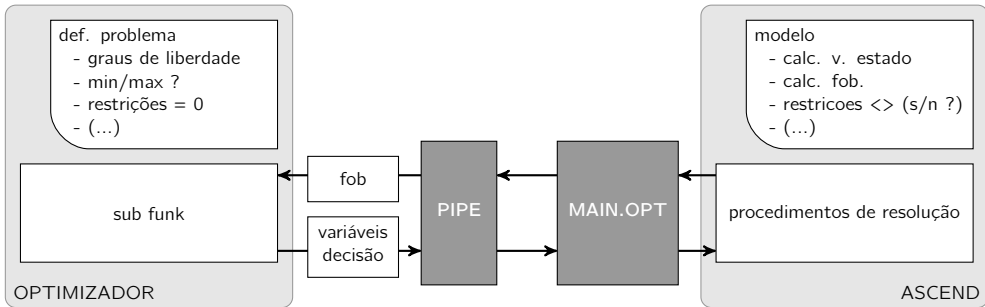 def. problema
- graus de liberdade
- min/max ?
- restrições = 0
- (...)
sub funk
OPTIMIZADOR
fob
variáveis
decisão
PIPE
MAIN.OPT
modelo
- calc. v. estado
- calc. fob.
- restricoes <> (s/n ?)
- (...)
procedimentos de resolução
ASCEND